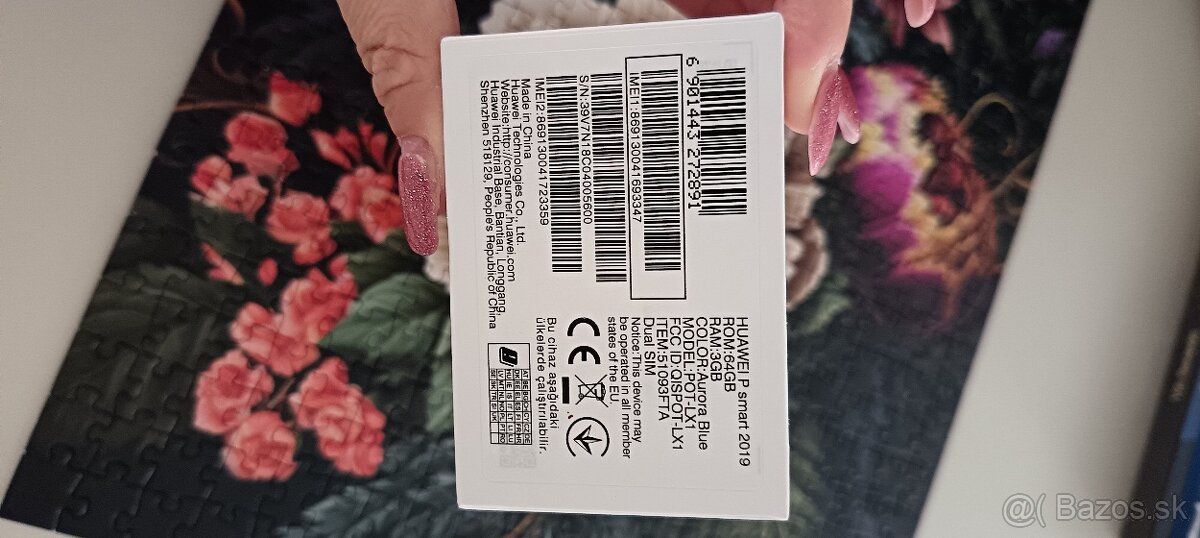 HUAWEI P smart 2019
ROM:64GB
RAM:3GB
COLOR:Aurora Blue
MODEL:POT-LX1
FCC ID:QISPOT-LX1
ITEM:51093FTA
Dual SIM
Notice:This device may
be operated in all member
states of the EU.
6 901443 272891
IMEI1:869130041693347
S/N:39V7N18C04005600
IMEI2:869130041723359
Made in China
Huawei Technologies Co., Ltd.
Website:http://consumer.huawei.com
Huawei Industrial Base, Bantian, Longgang,
Shenzhen 518129, People's Republic of China
CE
Bu cihaz aşağıdaki
ülkelerde çalıştırılabilir.
@( Bazos.sk